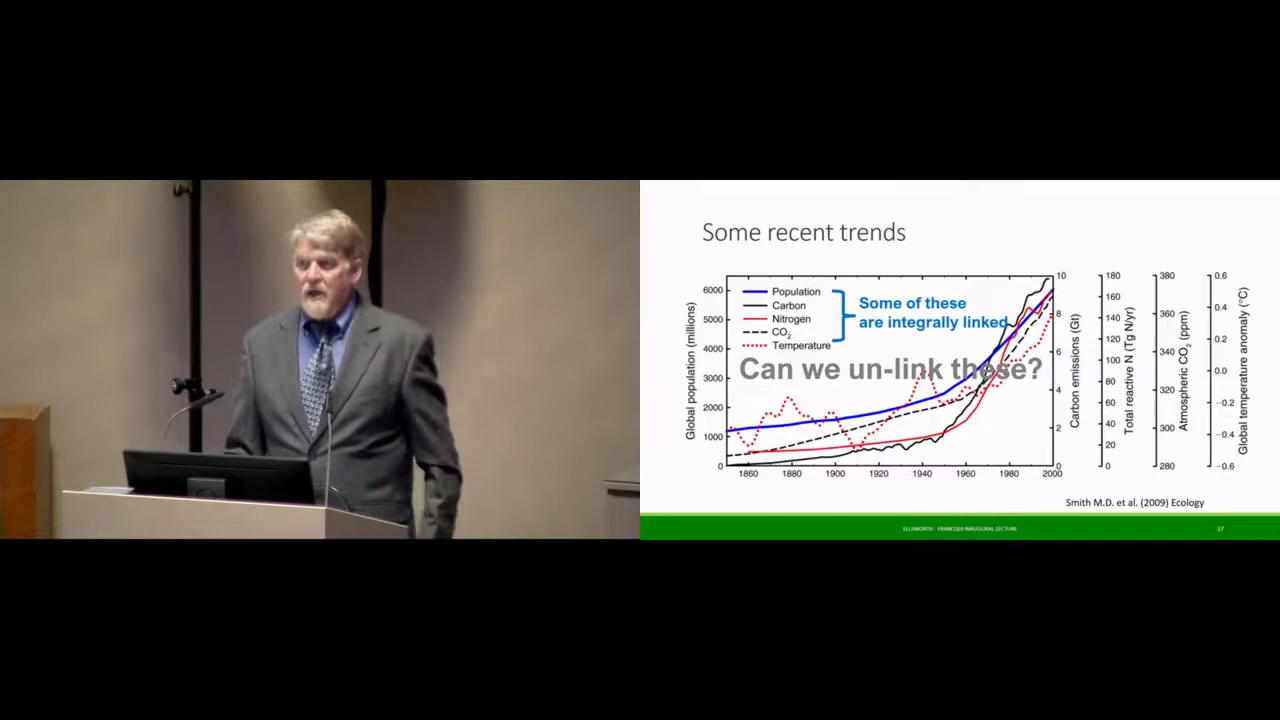 Some recent trends
Population
Carbon
Nitrogen
CO2
Temperature
Some of these
are integrally linked
Can we un-link these?
Global population (millions)
6000
5000
4000
3000
2000
1000
0
1860 1880 1900 1920 1940 1960 1980 2000
10
8
6
4
2
0
Carbon emissions (Gt)
180
160
140
120
100
80
60
40
20
0
Total reactive N (Tg N/yr)
380
360
340
320
300
280
Atmospheric CO2 (ppm)
0.6
0.4
0.2
0.0
−0.2
−0.4
−0.6
Global temperature anomaly (°C)
Smith M.D. et al. (2009) Ecology
ELLSWORTH - FRANCQUI INAUGURAL LECTURE
37